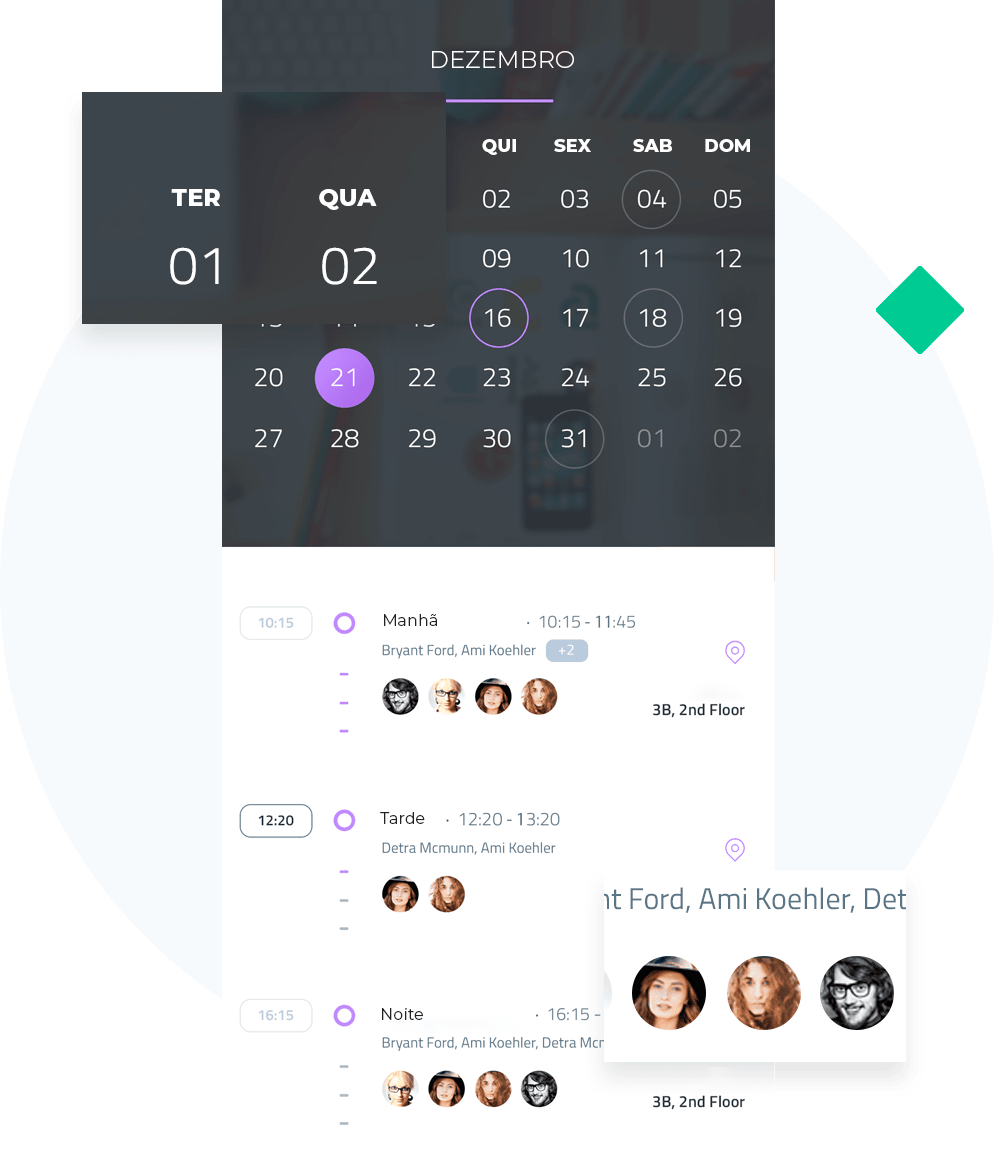 DEZEMBRO
QUI SEX SAB DOM
TER QUA
02 03 04 05
01 02
09 10 11 12
16 17 18 19
20 21 22 23 24 25 26
27 28 29 30 31 01 02
10:15 Manhã · 10:15 - 11:45
Bryant Ford, Ami Koehler +2
3B, 2nd Floor
12:20 Tarde · 12:20 - 13:20
Detra Mcmunn, Ami Koehler
nt Ford, Ami Koehler, Det
16:15 Noite · 16:15 -
Bryant Ford, Ami Koehler, Detra Mcm
3B, 2nd Floor